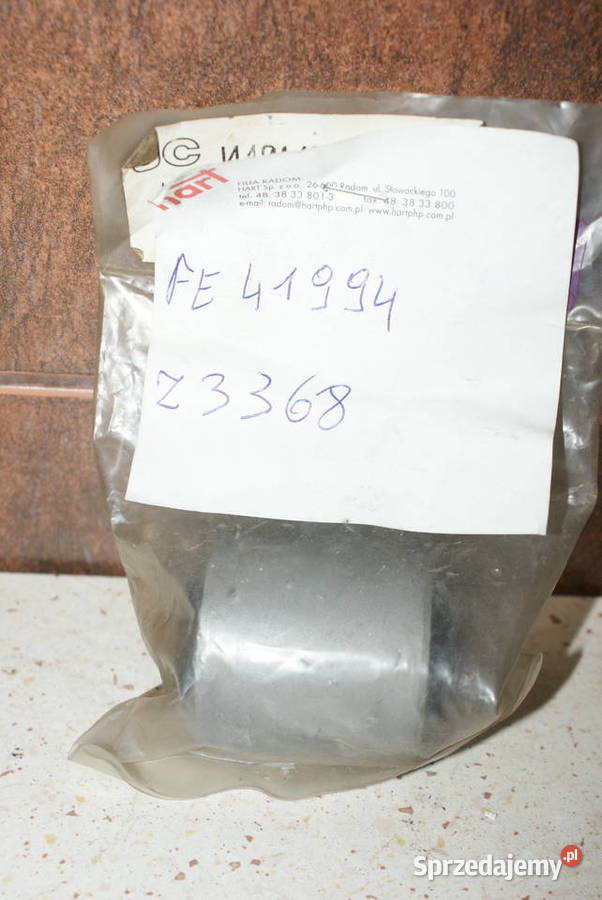 hart
FILIA RADOM:
HART Sp. z o.o. 26-600 Radom ul. Słowackiego 100
tel. 48. 38 33 801-3 fax. 48. 38 33 800
e-mail: radom@hartphp.com.pl www.hartphp.com.pl
FE 41994
Z 3368
Sprzedajemy.pl